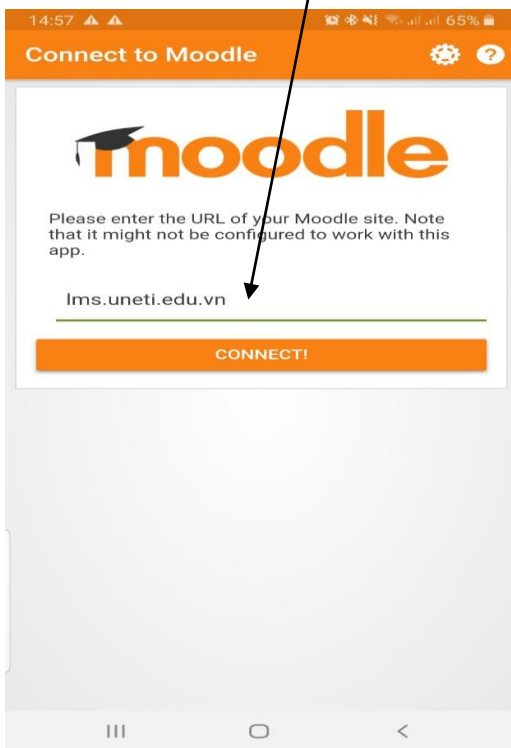 14:57 65%
Connect to Moodle
moodle
Please enter the URL of your Moodle site. Note
that it might not be configured to work with this
app.
lms.uneti.edu.vn
CONNECT!